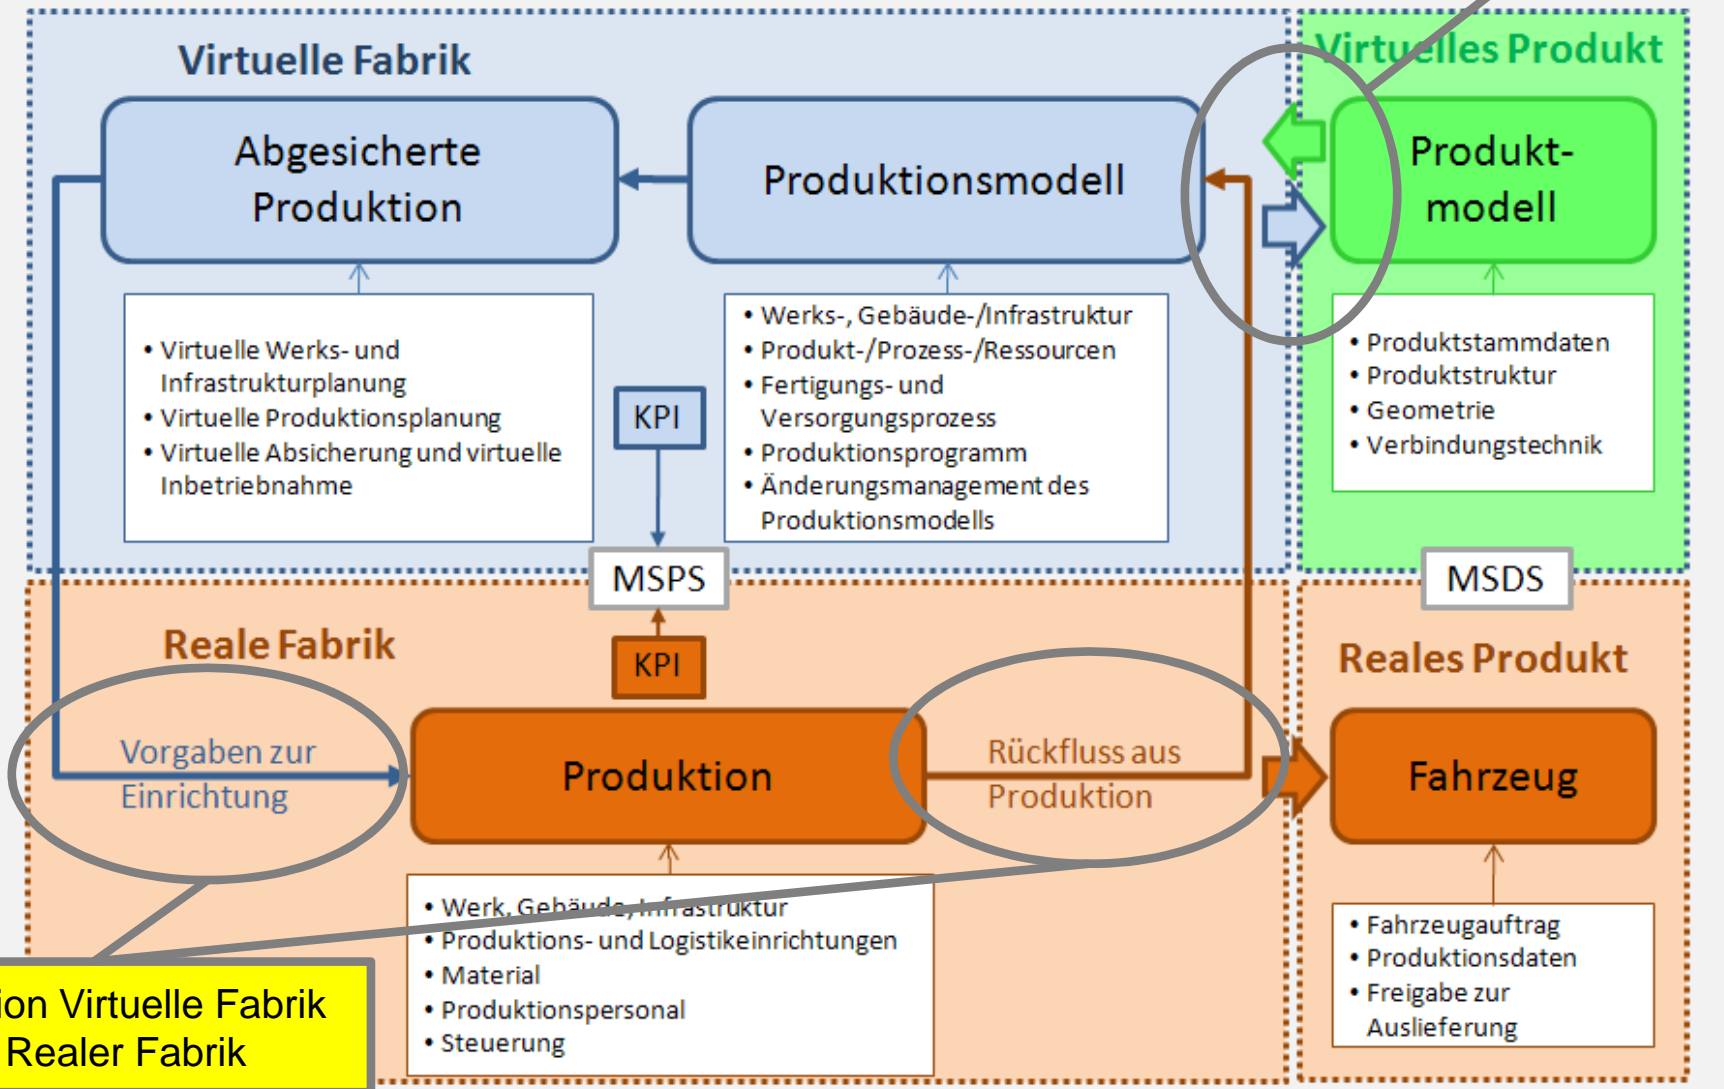 Virtuelle Fabrik
Virtuelles Produkt
Abgesicherte
Produktion
Produktionsmodell
Produkt-
modell
• Virtuelle Werks- und
Infrastrukturplanung
• Virtuelle Produktionsplanung
• Virtuelle Absicherung und virtuelle
Inbetriebnahme
KPI
• Werks-, Gebäude-/Infrastruktur
• Produkt-/Prozess-/Ressourcen
• Fertigungs- und
Versorgungsprozess
• Produktionsprogramm
• Änderungsmanagement des
Produktionsmodells
• Produktstammdaten
• Produktstruktur
• Geometrie
• Verbindungstechnik
MSPS
MSDS
Reale Fabrik
KPI
Reales Produkt
Vorgaben zur
Einrichtung
Produktion
Rückfluss aus
Produktion
Fahrzeug
• Werk, Gebäude, Infrastruktur
• Produktions- und Logistikeinrichtungen
• Material
• Produktionspersonal
• Steuerung
• Fahrzeugauftrag
• Produktionsdaten
• Freigabe zur
Auslieferung
ion Virtuelle Fabrik
Realer Fabrik